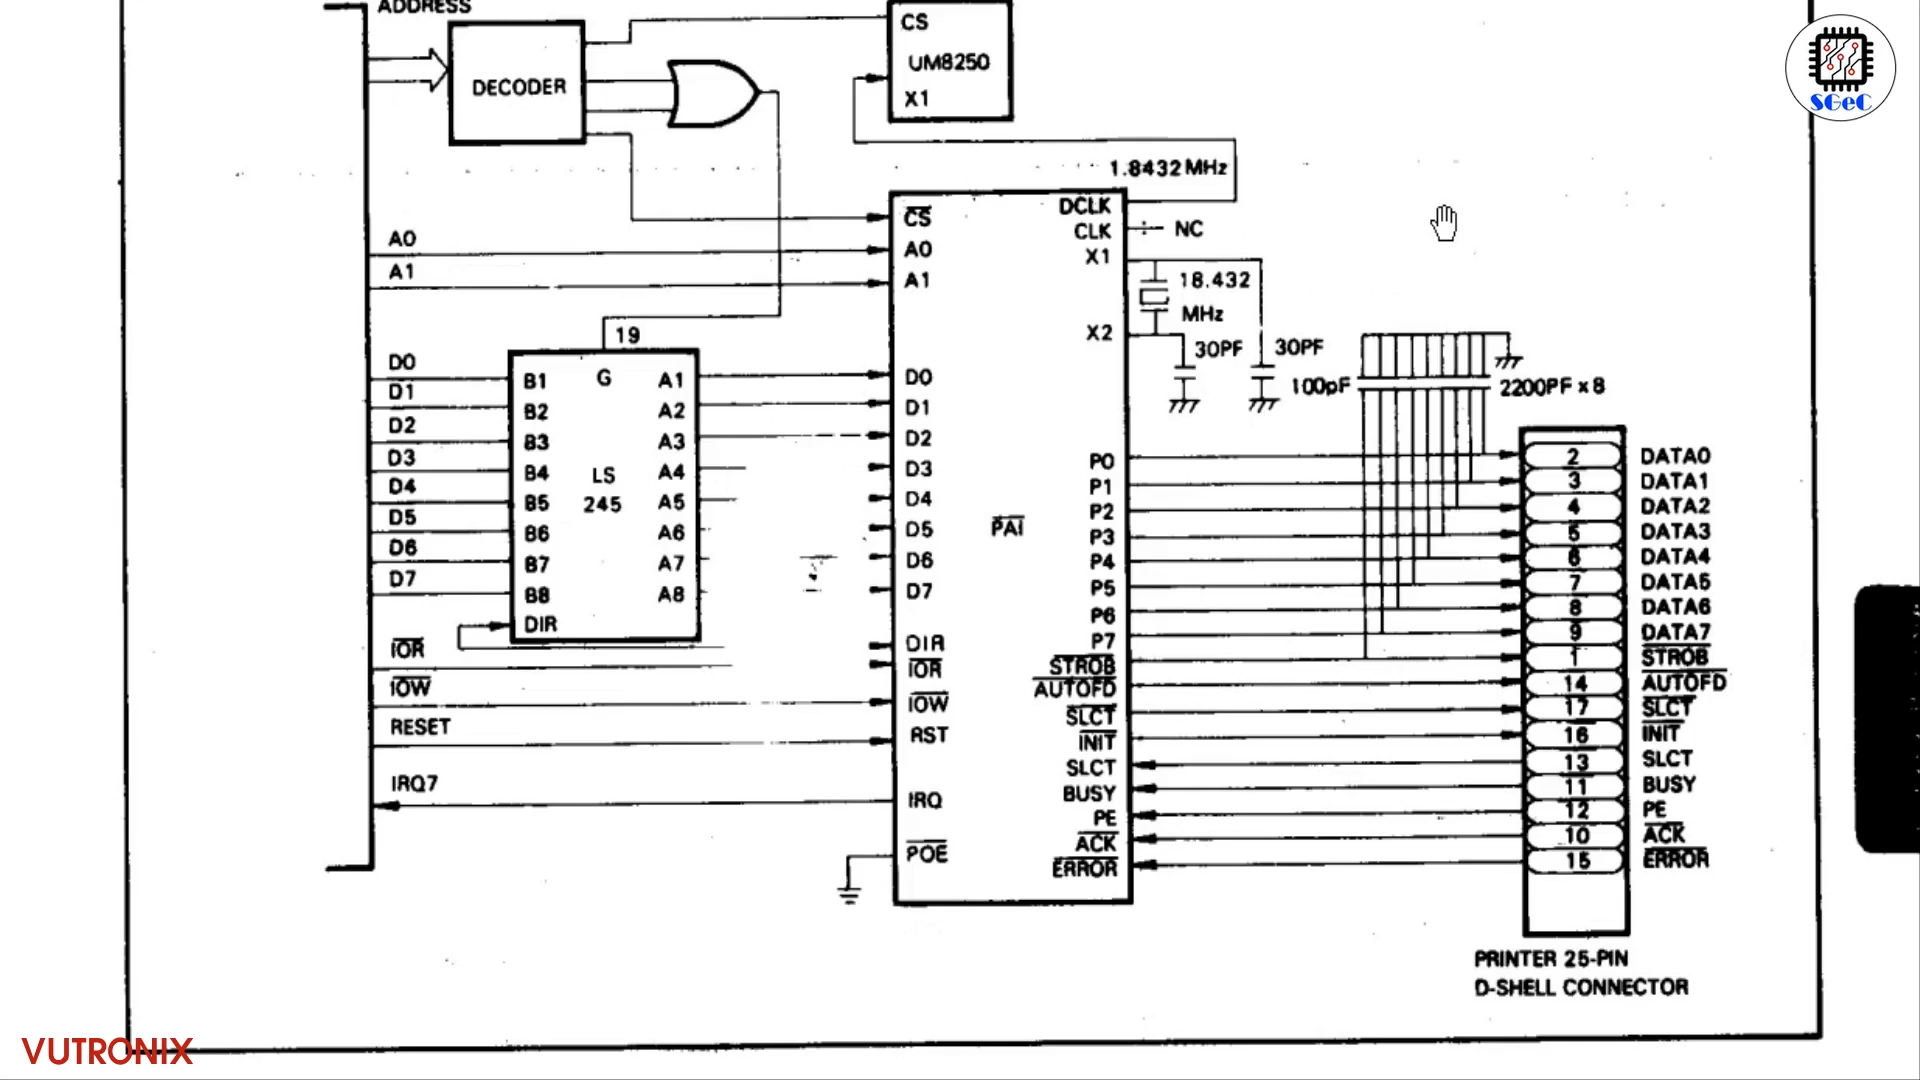 ADDRESS
DECODER
CS
UM8250
X1
SGeC
1.8432 MHz
CS
A0
A1
DCLK
CLK
NC
X1
18.432
MHz
X2
30PF
30PF
A0
A1
19
D0
D1
D2
D3
D4
D5
D6
D7
B1
B2
B3
B4
B5
B6
B7
B8
DIR
G
LS
245
A1
A2
A3
A4
A5
A6
A7
A8
D0
D1
D2
D3
D4
D5
D6
D7
DIR
IOR
IOW
RST
IRQ
POE
PAI
IOR
IOW
RESET
IRQ7
100pF
2200PF x 8
P0
P1
P2
P3
P4
P5
P6
P7
STROB
AUTOFD
SLCT
INIT
SLCT
BUSY
PE
ACK
ERROR
2 DATA0
3 DATA1
4 DATA2
5 DATA3
6 DATA4
7 DATA5
8 DATA6
9 DATA7
1 STROB
14 AUTOFD
17 SLCT
16 INIT
13 SLCT
11 BUSY
12 PE
10 ACK
15 ERROR
PRINTER 25-PIN
D-SHELL CONNECTOR
VUTRONIX